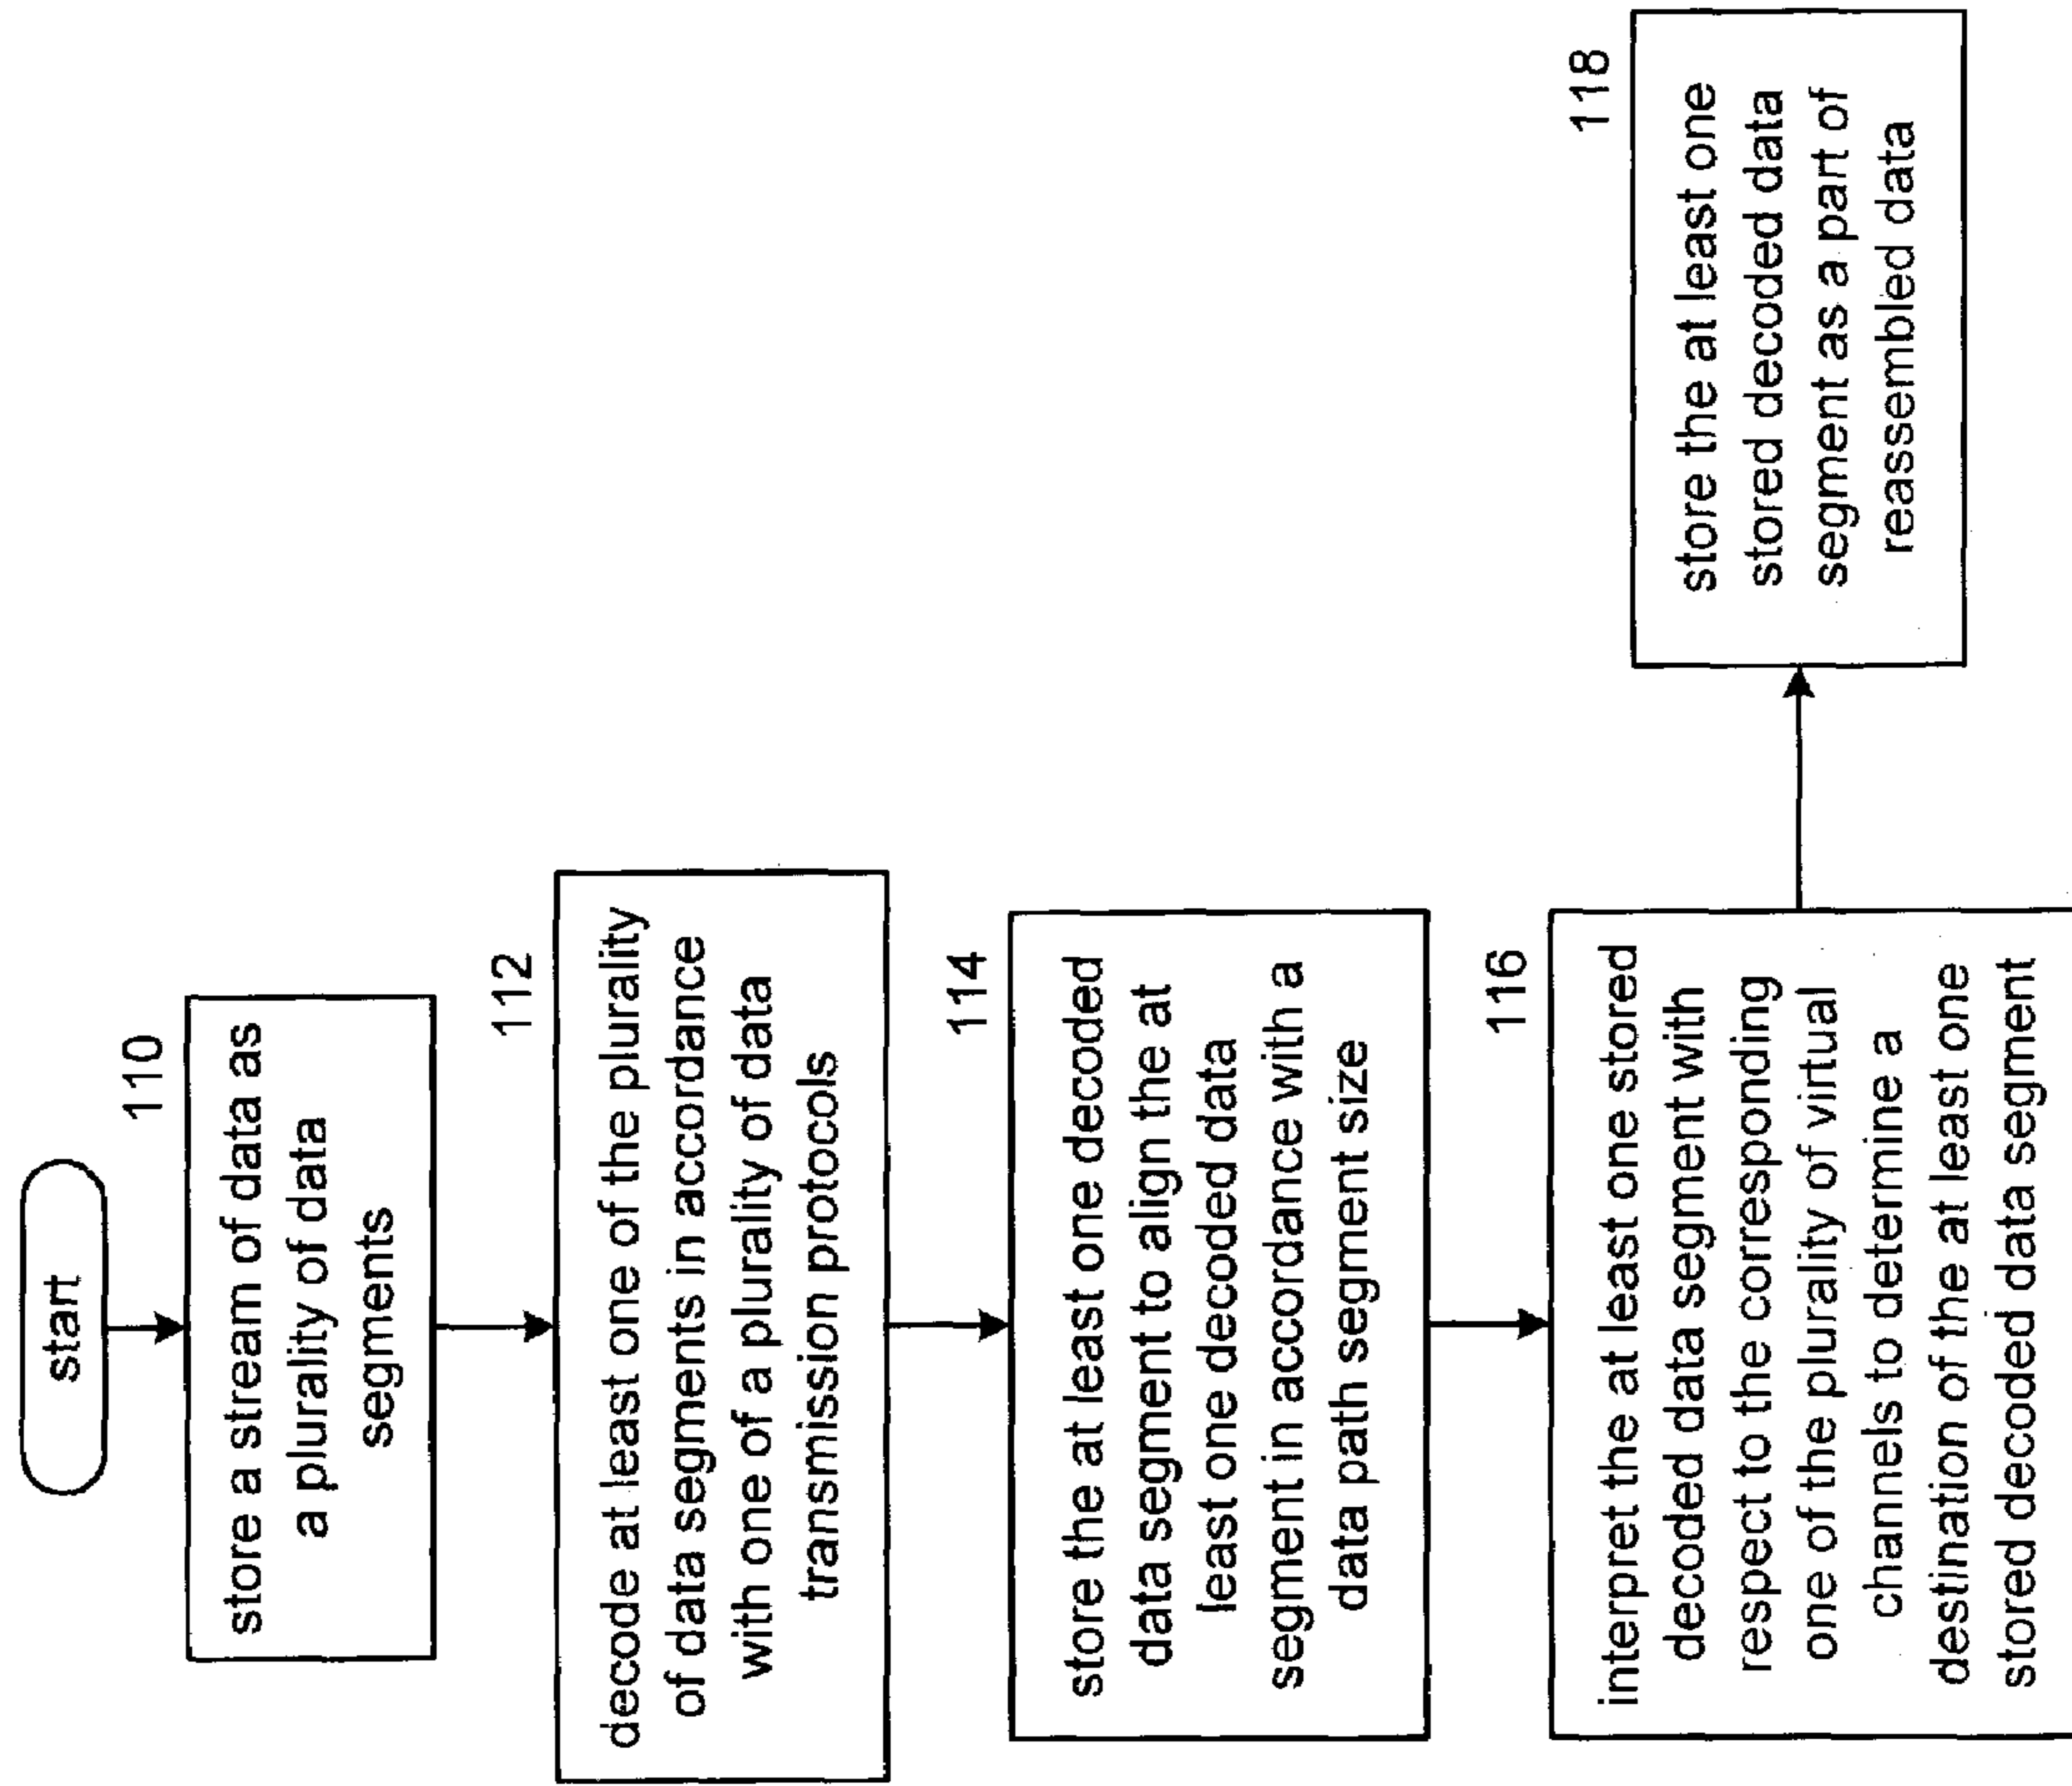 start
110
store a stream of data as
a plurality of data
segments
112
decode at least one of the plurality
of data segments in accordance
with one of a plurality of data
transmission protocols
114
store the at least one decoded
data segment to align the at
least one decoded data
segment in accordance with a
data path segment size
116
interpret the at least one stored
decoded data segment with
respect to the corresponding
one of the plurality of virtual
channels to determine a
destination of the at least one
stored decoded data segment
118
store the at least one
stored decoded data
segment as a part of
reassembled data